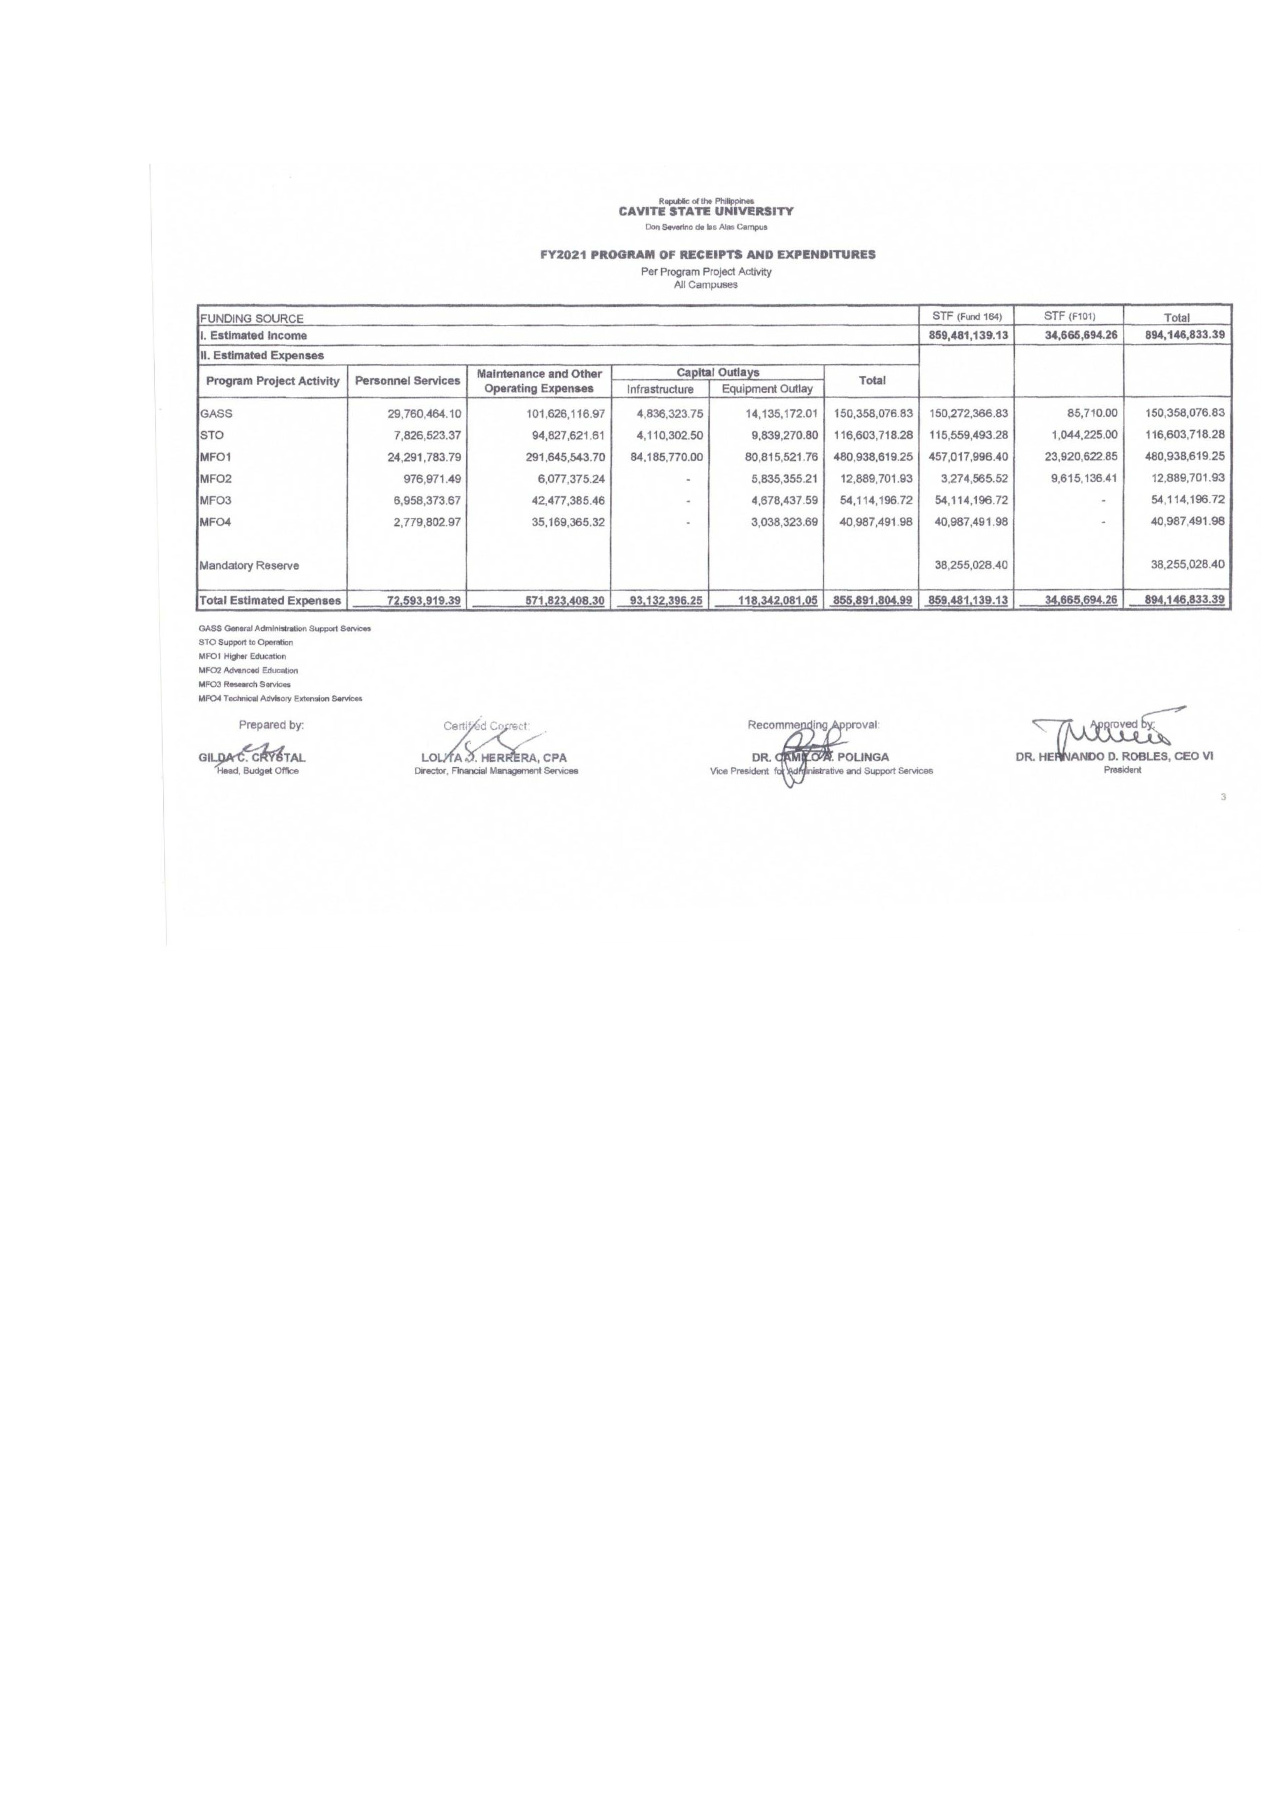 Republic of the Philippines
CAVITE STATE UNIVERSITY
Don Severino de las Alas Campus
FY2021 PROGRAM OF RECEIPTS AND EXPENDITURES
Per Program Project Activity
All Campuses
FUNDING SOURCE STF (Fund 164) STF (F101) Total
I. Estimated Income 859,481,139.13 34,665,694.26 894,146,833.39
II. Estimated Expenses
Program Project Activity Personnel Services Maintenance and Other Operating Expenses Capital Outlays Total
Infrastructure Equipment Outlay
GASS 29,760,464.10 101,626,116.97 4,836,323.75 14,135,172.01 150,358,076.83 150,272,366.83 85,710.00 150,358,076.83
STO 7,826,523.37 94,827,621.61 4,110,302.50 9,839,270.80 116,603,718.28 115,559,493.28 1,044,225.00 116,603,718.28
MFO1 24,291,783.79 291,645,543.70 84,185,770.00 80,815,521.76 480,938,619.25 457,017,996.40 23,920,622.85 480,938,619.25
MFO2 976,971.49 6,077,375.24 - 5,835,355.21 12,889,701.93 3,274,565.52 9,615,136.41 12,889,701.93
MFO3 6,958,373.67 42,477,385.46 - 4,678,437.59 54,114,196.72 54,114,196.72 - 54,114,196.72
MFO4 2,779,802.97 35,169,365.32 - 3,038,323.69 40,987,491.98 40,987,491.98 - 40,987,491.98
Mandatory Reserve 38,255,028.40 38,255,028.40
Total Estimated Expenses 72,593,919.39 571,823,408.30 93,132,396.25 118,342,081.05 855,891,804.99 859,481,139.13 34,665,694.26 894,146,833.39
GASS General Administration Support Services
STO Support to Operation
MFO1 Higher Education
MFO2 Advanced Education
MFO3 Research Services
MFO4 Technical Advisory Extension Services
Prepared by: Certified Correct: Recommending Approval: Approved by:
GILDA C. CRYSTAL LOLITA HERRERA, CPA DR. CAMILO A. POLINGA DR. HERNANDO D. ROBLES, CEO VI
Head, Budget Office Director, Financial Management Services Vice President for Administrative and Support Services President
3